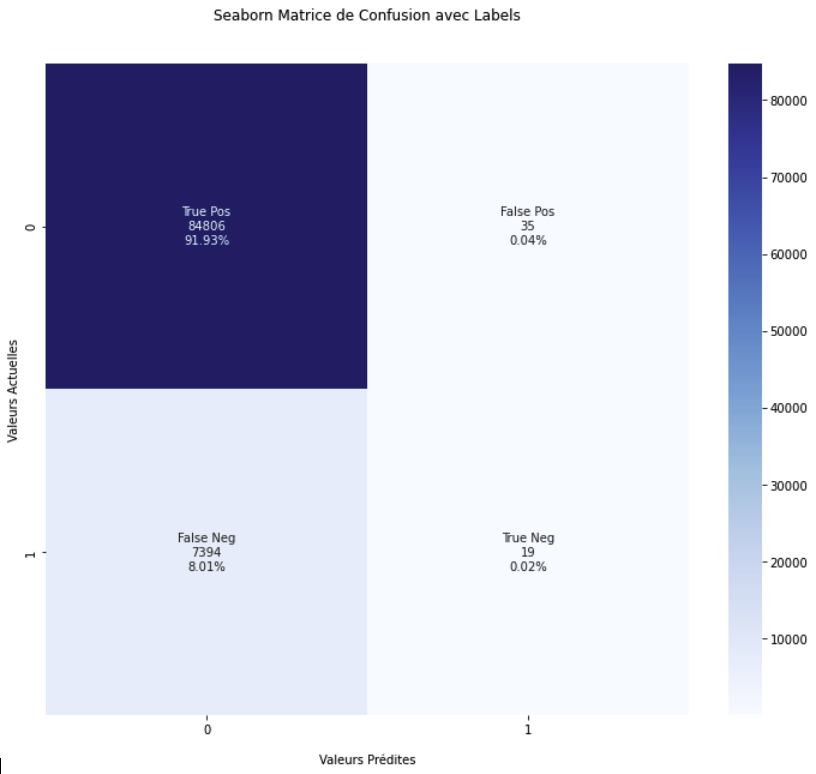 Seaborn Matrice de Confusion avec Labels
True Pos
84806
91.93%
False Pos
35
0.04%
False Neg
7394
8.01%
True Neg
19
0.02%
0
1
Valeurs Actuelles
0
1
Valeurs Prédites
80000
70000
60000
50000
40000
30000
20000
10000